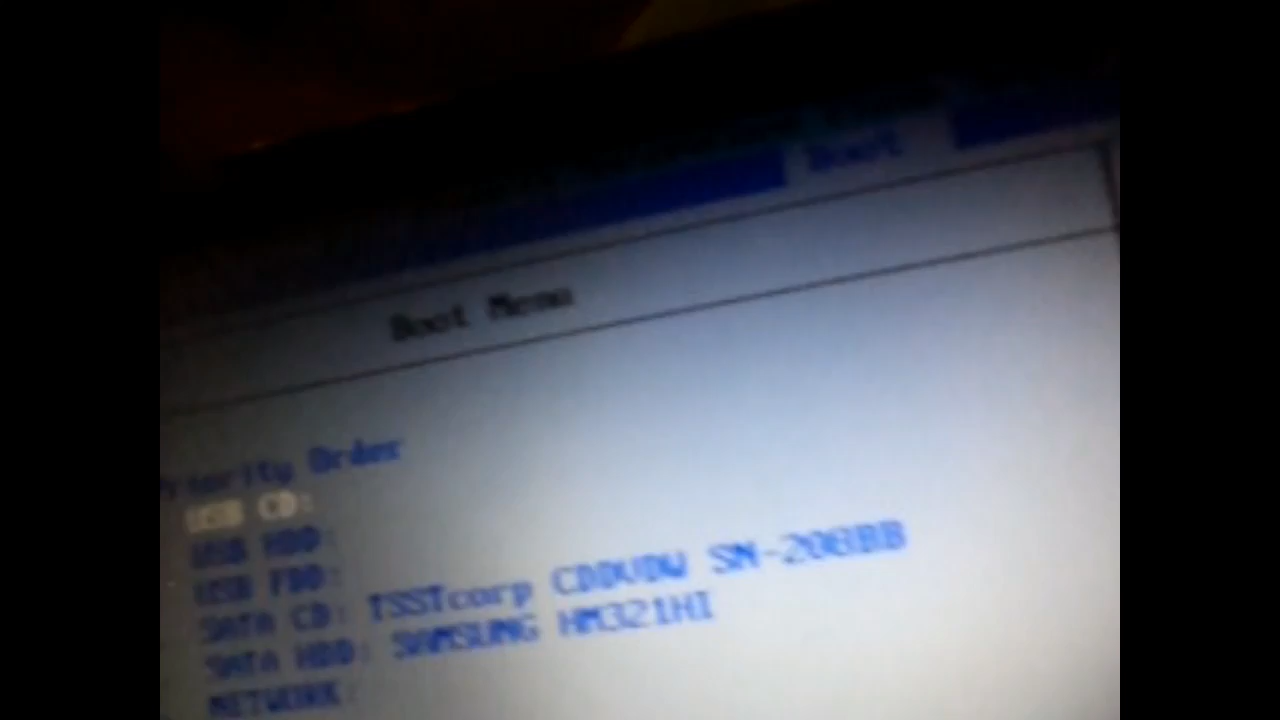 Boot
Boot Menu
Priority Order
USB CD:
USB HDD:
USB FDD:
SATA CD: TSSTcorp CDDVDW SN-208BB
SATA HDD: SAMSUNG HM321HI
NETWORK: